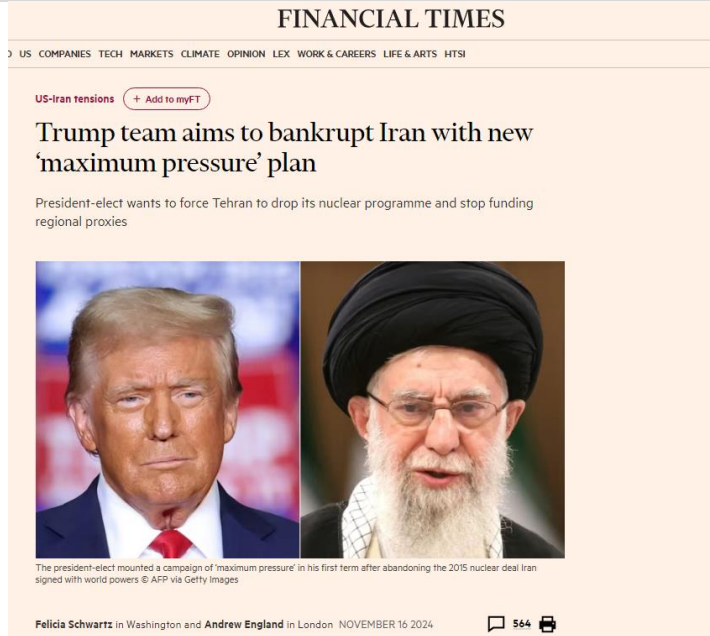 FINANCIAL TIMES
US COMPANIES TECH MARKETS CLIMATE OPINION LEX WORK & CAREERS LIFE & ARTS HTSI
US-Iran tensions + Add to myFT
Trump team aims to bankrupt Iran with new
‘maximum pressure’ plan
President-elect wants to force Tehran to drop its nuclear programme and stop funding
regional proxies
The president-elect mounted a campaign of ‘maximum pressure’ in his first term after abandoning the 2015 nuclear deal Iran
signed with world powers © AFP via Getty Images
Felicia Schwartz in Washington and Andrew England in London NOVEMBER 16 2024 564